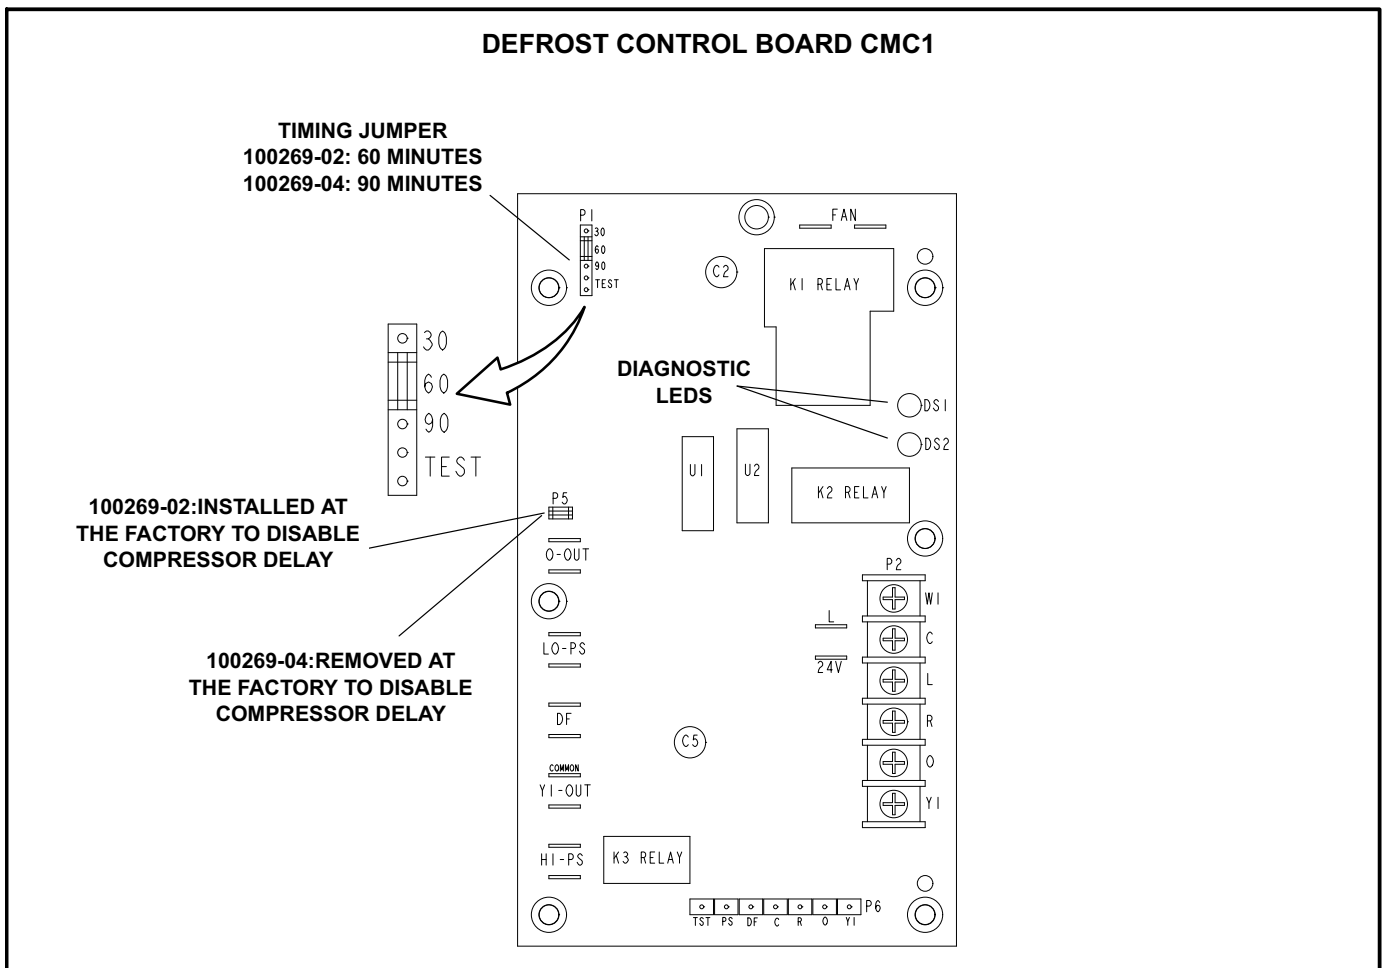 DEFROST CONTROL BOARD CMC1
TIMING JUMPER
100269-02: 60 MINUTES
100269-04: 90 MINUTES
P1
30
60
90
TEST
FAN
C2
K1 RELAY
30
60
90
TEST
DIAGNOSTIC
LEDS
DS1
DS2
U1
U2
K2 RELAY
100269-02:INSTALLED AT
THE FACTORY TO DISABLE
COMPRESSOR DELAY
P5
O-OUT
P2
W1
C
L
R
O
Y1
L
24V
LO-PS
100269-04:REMOVED AT
THE FACTORY TO DISABLE
COMPRESSOR DELAY
DF
C5
COMMON
Y1-OUT
HI-PS
K3 RELAY
P6
TST PS DF C R O Y1